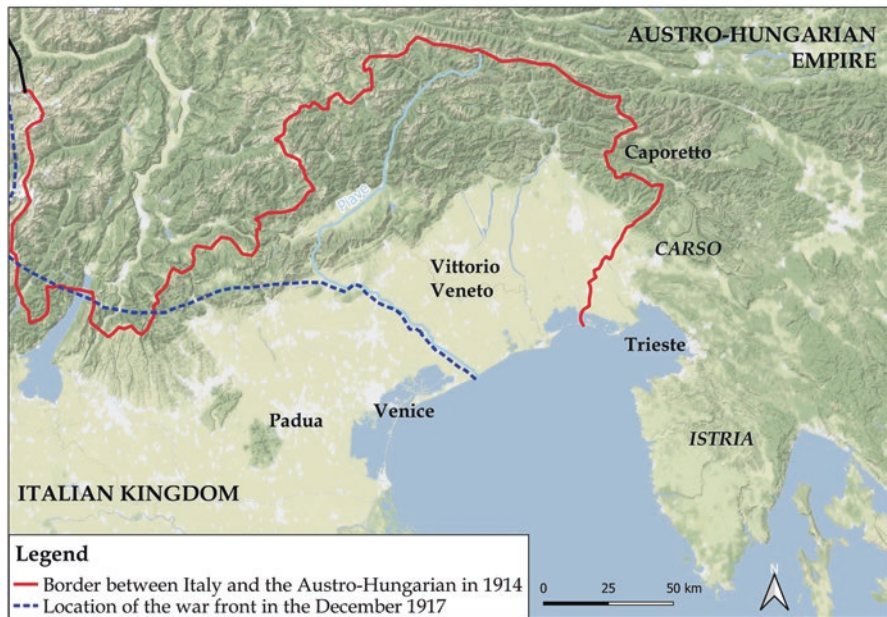 AUSTRO-HUNGARIAN
EMPIRE
Caporetto
Piave
CARSO
Vittorio
Veneto
Trieste
Padua
Venice
ISTRIA
ITALIAN KINGDOM
Legend
Border between Italy and the Austro-Hungarian in 1914
Location of the war front in the December 1917
0 25 50 km
N